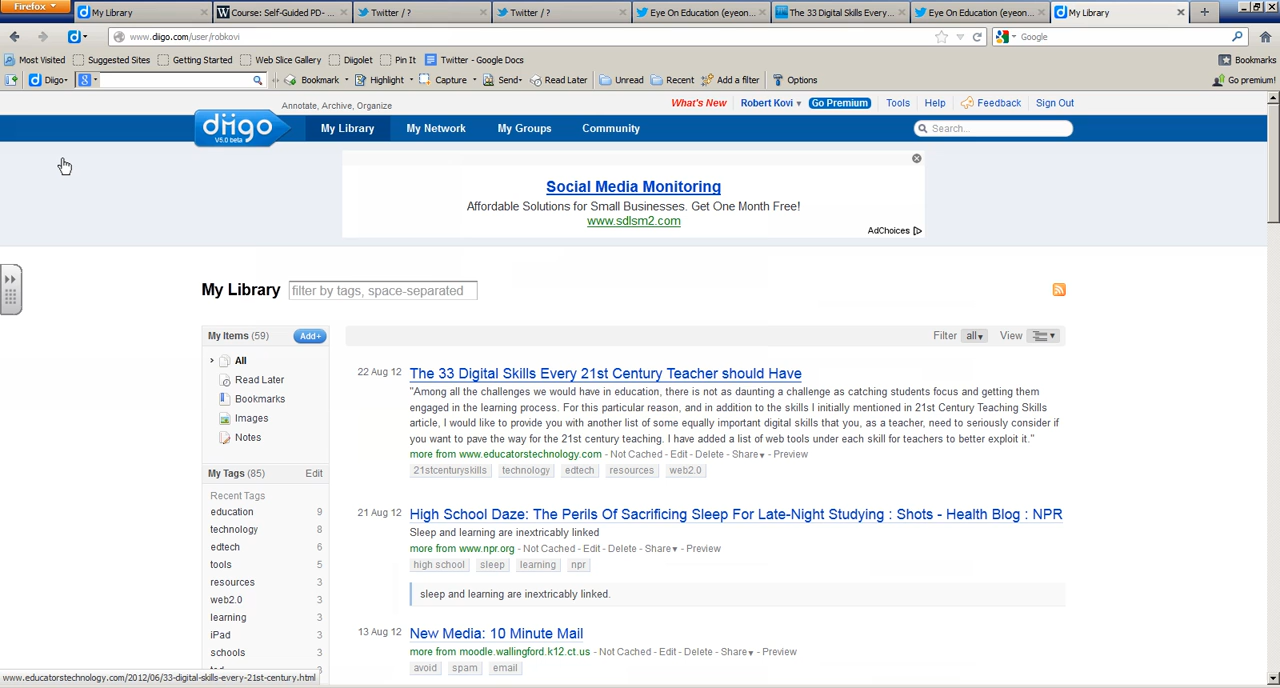 Firefox
My Library
Course: Self-Guided PD- ...
Twitter / ?
Twitter / ?
Eye On Education (eyeon...
The 33 Digital Skills Every...
Eye On Education (eyeon...
My Library
www.diigo.com/user/robkovi
Google
Most Visited
Suggested Sites
Getting Started
Web Slice Gallery
Diigolet
Pin It
Twitter - Google Docs
Bookmarks
Diigo
Bookmark
Highlight
Capture
Send
Read Later
Unread
Recent
Add a filter
Options
Go premium!
Annotate, Archive, Organize
What's New
Robert Kovi
Go Premium
Tools
Help
Feedback
Sign Out
diigo
V5.0 beta
My Library
My Network
My Groups
Community
Search...
Social Media Monitoring
Affordable Solutions for Small Businesses. Get One Month Free!
www.sdlsm2.com
AdChoices
My Library
filter by tags, space-separated
My Items (59)
Add+
Filter all
View
All
Read Later
Bookmarks
Images
Notes
My Tags (85)
Edit
Recent Tags
education 9
technology 8
edtech 6
tools 5
resources 3
web2.0 3
learning 3
iPad 3
schools 3
22 Aug 12
The 33 Digital Skills Every 21st Century Teacher should Have
"Among all the challenges we would have in education, there is not as daunting a challenge as catching students focus and getting them
engaged in the learning process. For this particular reason, and in addition to the skills I initially mentioned in 21st Century Teaching Skills
article, I would like to provide you with another list of some equally important digital skills that you, as a teacher, need to seriously consider if
you want to pave the way for the 21st century teaching. I have added a list of web tools under each skill for teachers to better exploit it."
more from www.educatorstechnology.com - Not Cached - Edit - Delete - Share - Preview
21stcenturyskills technology edtech resources web2.0
21 Aug 12
High School Daze: The Perils Of Sacrificing Sleep For Late-Night Studying : Shots - Health Blog : NPR
Sleep and learning are inextricably linked
more from www.npr.org - Not Cached - Edit - Delete - Share - Preview
high school sleep learning npr
sleep and learning are inextricably linked.
13 Aug 12
New Media: 10 Minute Mail
more from moodle.wallingford.k12.ct.us - Not Cached - Edit - Delete - Share - Preview
avoid spam email
www.educatorstechnology.com/2012/06/33-digital-skills-every-21st-century.html